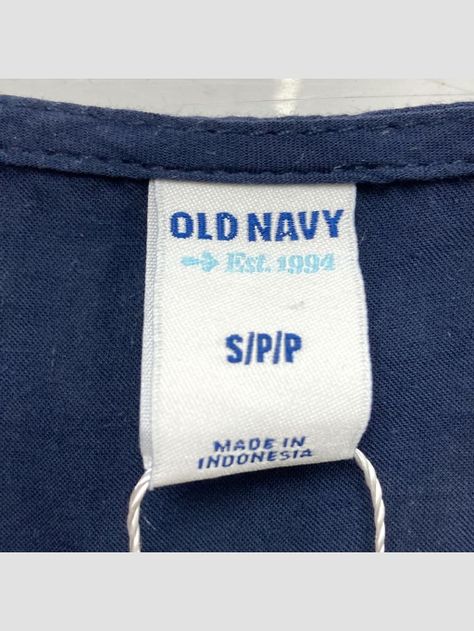 OLD NAVY
Est. 1994
S/P/P
MADE IN
INDONESIA